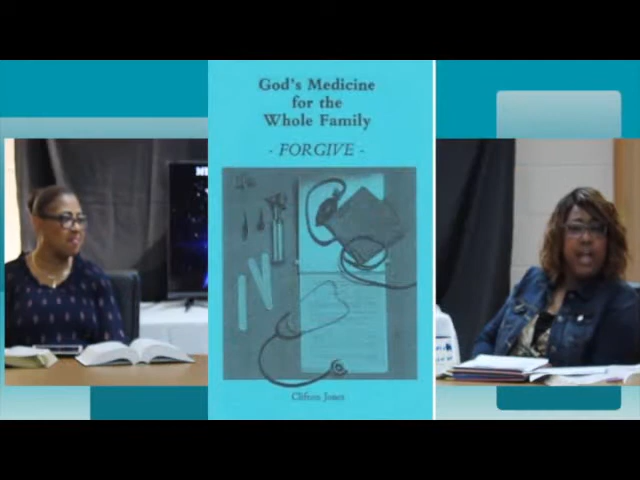 God's Medicine
for the
Whole Family
- FORGIVE -
Clifton Jones